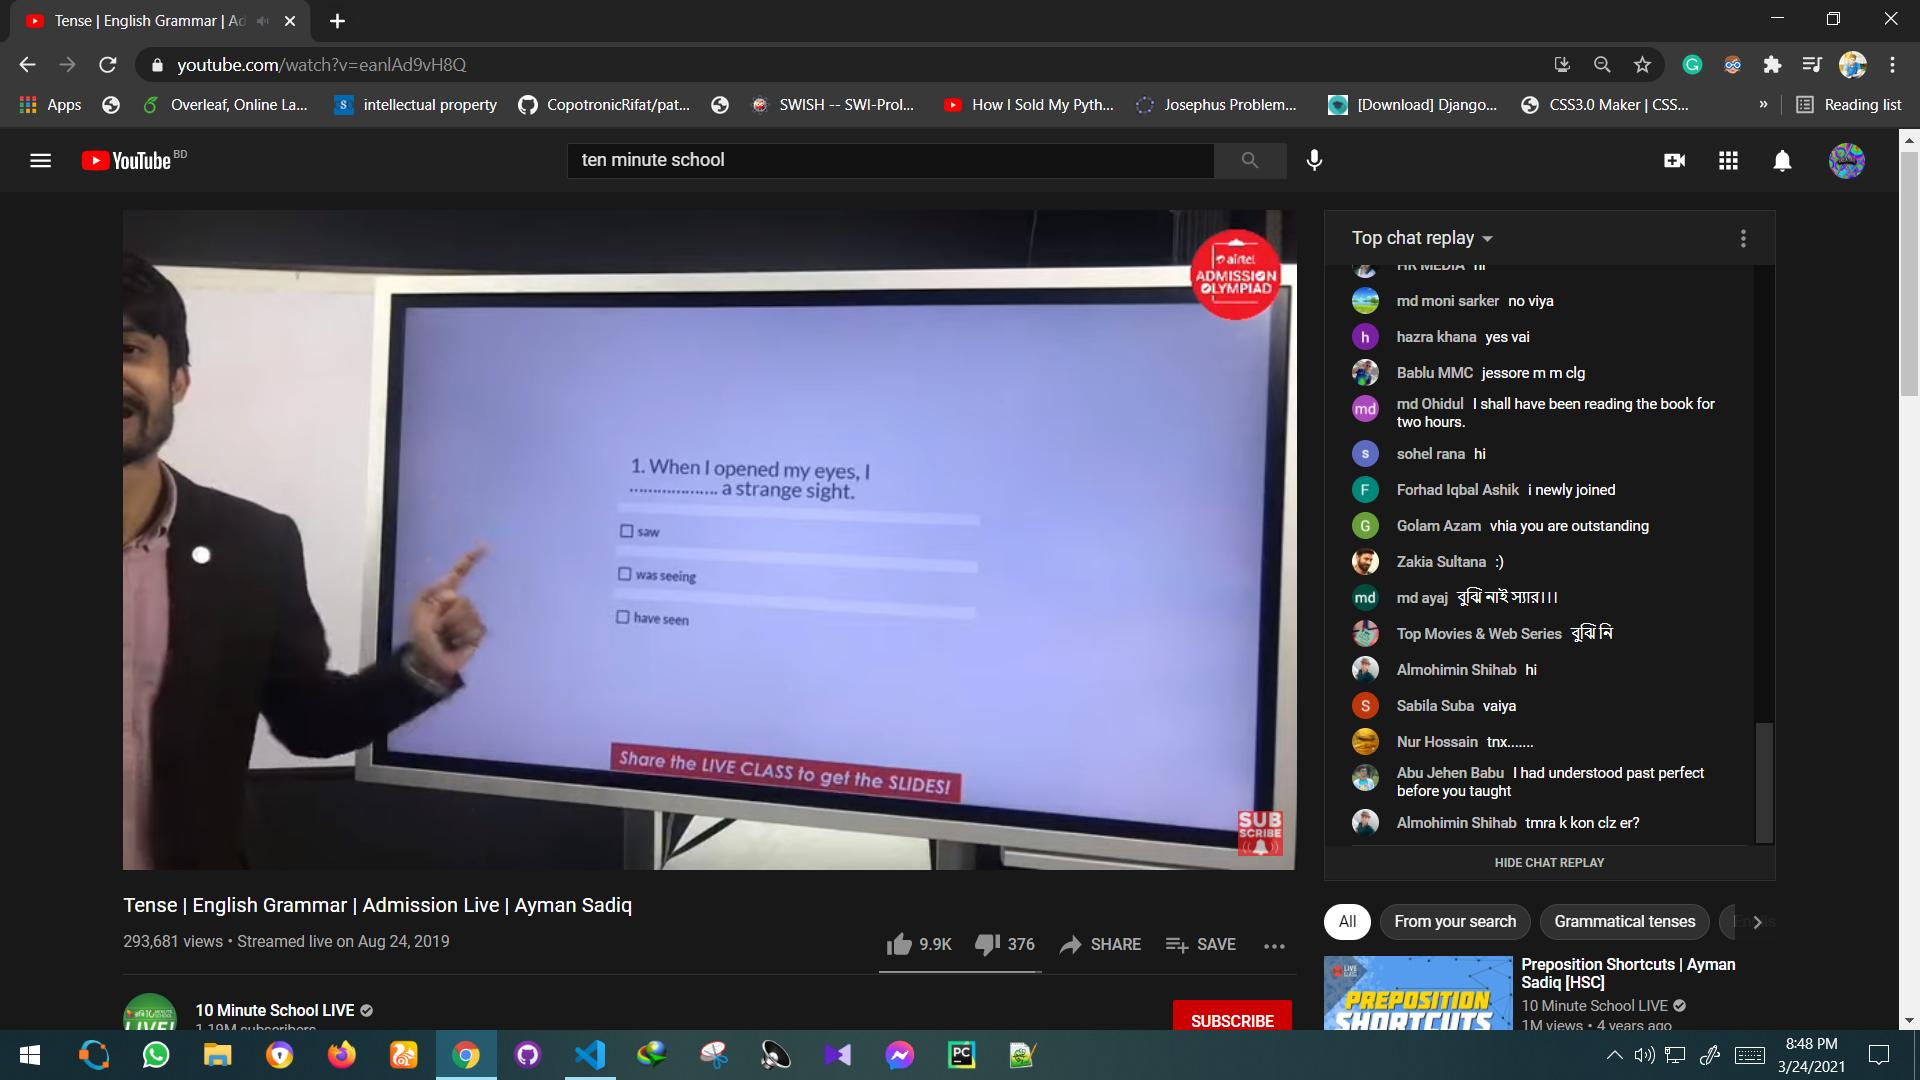 Tense | English Grammar | Ad
youtube.com/watch?v=eanlAd9vH8Q
Apps
Overleaf, Online La...
intellectual property
CopotronicRifat/pat...
SWISH -- SWI-Prol...
How I Sold My Pyth...
Josephus Problem...
[Download] Django...
CSS3.0 Maker | CSS...
»
Reading list
YouTube BD
ten minute school
airtel
ADMISSION
OLYMPIAD
1. When I opened my eyes, I
................... a strange sight.
saw
was seeing
have seen
Share the LIVE CLASS to get the SLIDES!
SUB
SCRIBE
Top chat replay
HR MEDIA hi
md moni sarker no viya
h
hazra khana yes vai
Bablu MMC jessore m m clg
md
md Ohidul I shall have been reading the book for
two hours.
s
sohel rana hi
F
Forhad Iqbal Ashik i newly joined
G
Golam Azam vhia you are outstanding
Zakia Sultana :)
md
md ayaj বুঝি নাই স্যার।।।
Top Movies & Web Series বুঝি নি
Almohimin Shihab hi
S
Sabila Suba vaiya
Nur Hossain tnx.......
Abu Jehen Babu I had understood past perfect
before you taught
Almohimin Shihab tmra k kon clz er?
HIDE CHAT REPLAY
Tense | English Grammar | Admission Live | Ayman Sadiq
293,681 views • Streamed live on Aug 24, 2019
9.9K
376
SHARE
SAVE
10 Minute School LIVE
1.19M subscribers
LIVE!
SUBSCRIBE
All
From your search
Grammatical tenses
LIVE
CLASS
PREPOSITION
SHORTCUTS
Preposition Shortcuts | Ayman
Sadiq [HSC]
10 Minute School LIVE
1M views • 4 years ago
PC
8:48 PM
3/24/2021